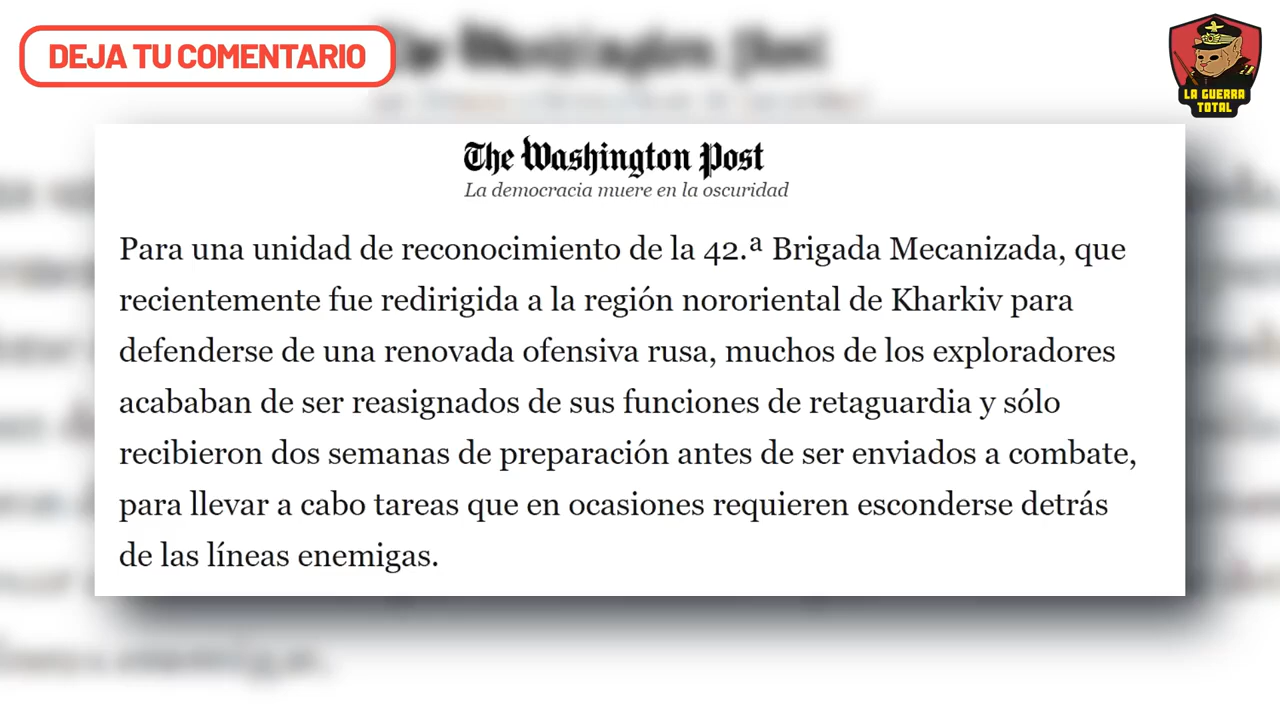 DEJA TU COMENTARIO
LA GUERRA
TOTAL
The Washington Post
La democracia muere en la oscuridad
Para una unidad de reconocimiento de la 42.ª Brigada Mecanizada, que
recientemente fue redirigida a la región nororiental de Kharkiv para
defenderse de una renovada ofensiva rusa, muchos de los exploradores
acababan de ser reasignados de sus funciones de retaguardia y sólo
recibieron dos semanas de preparación antes de ser enviados a combate,
para llevar a cabo tareas que en ocasiones requieren esconderse detrás
de las líneas enemigas.